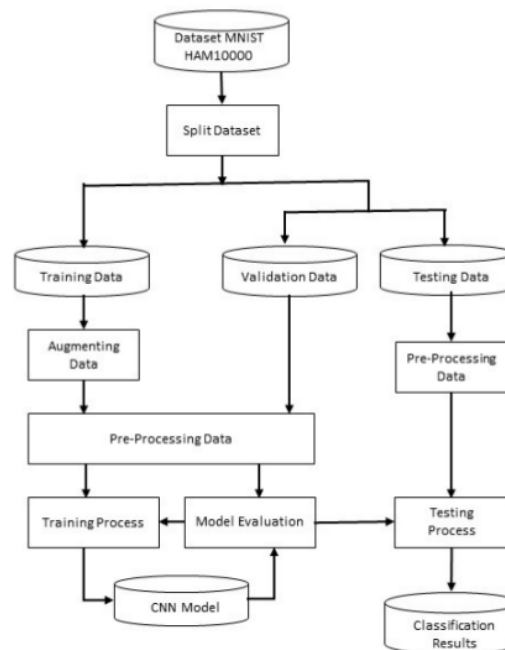 Dataset MNIST
HAM10000
Split Dataset
Training Data
Validation Data
Testing Data
Augmenting
Data
Pre-Processing
Data
Pre-Processing Data
Training Process
Model Evaluation
Testing
Process
CNN Model
Classification
Results